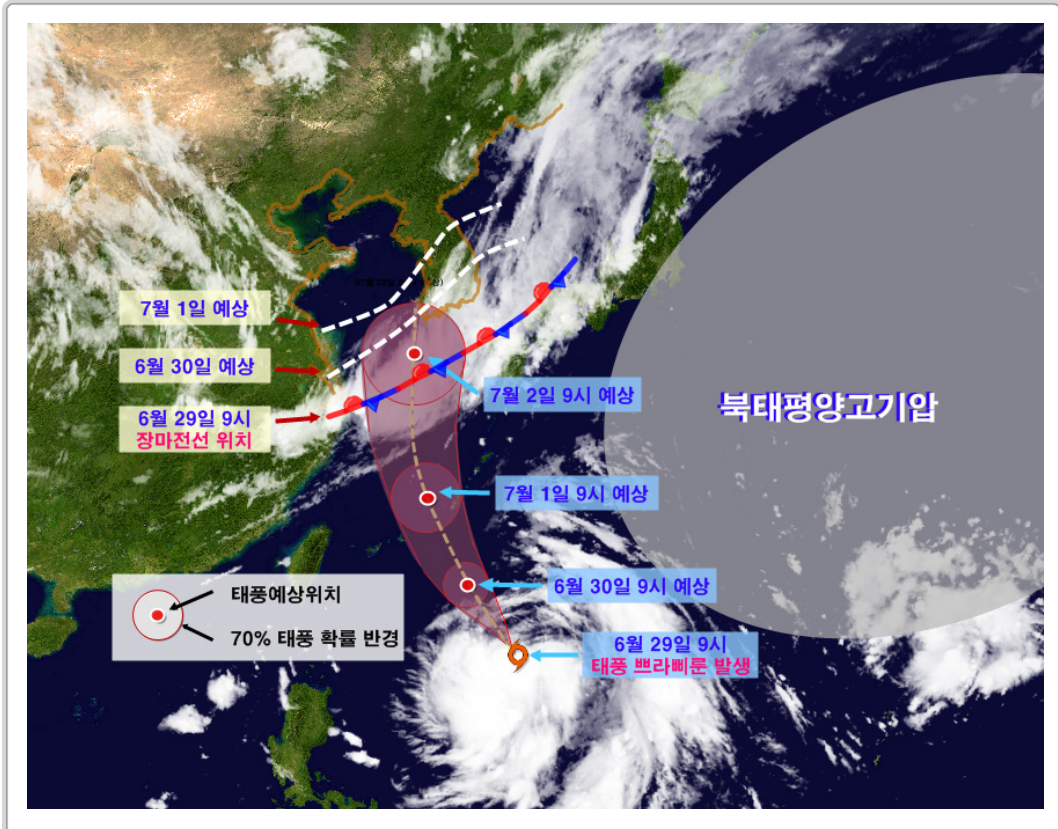 7월 1일 예상
6월 30일 예상
6월 29일 9시
장마전선 위치
북태평양고기압
7월 2일 9시 예상
7월 1일 9시 예상
6월 30일 9시 예상
6월 29일 9시
태풍 쁘라삐룬 발생
태풍예상위치
70% 태풍 확률 반경